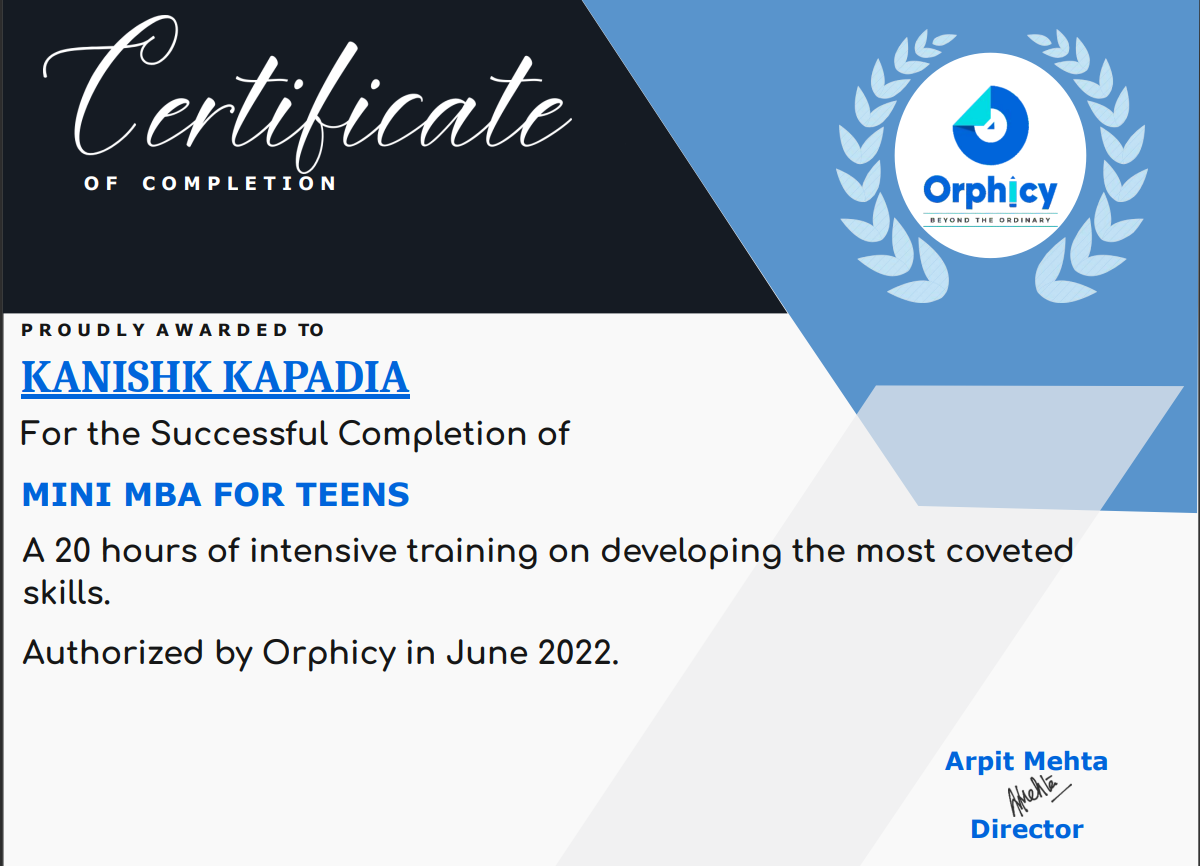 Certificate
OF COMPLETION
Orphicy
BEYOND THE ORDINARY
PROUDLY AWARDED TO
KANISHK KAPADIA
For the Successful Completion of
MINI MBA FOR TEENS
A 20 hours of intensive training on developing the most coveted
skills.
Authorized by Orphicy in June 2022.
Arpit Mehta
AMehta
Director